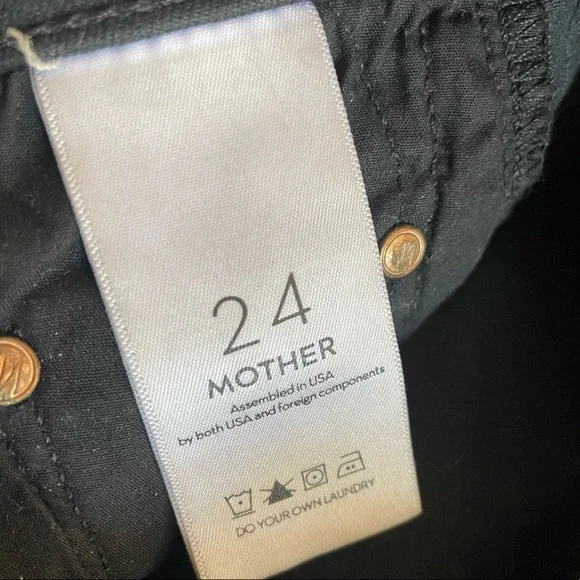 24
MOTHER
Assembled in USA
by both USA and foreign components
DO YOUR OWN LAUNDRY
M
M